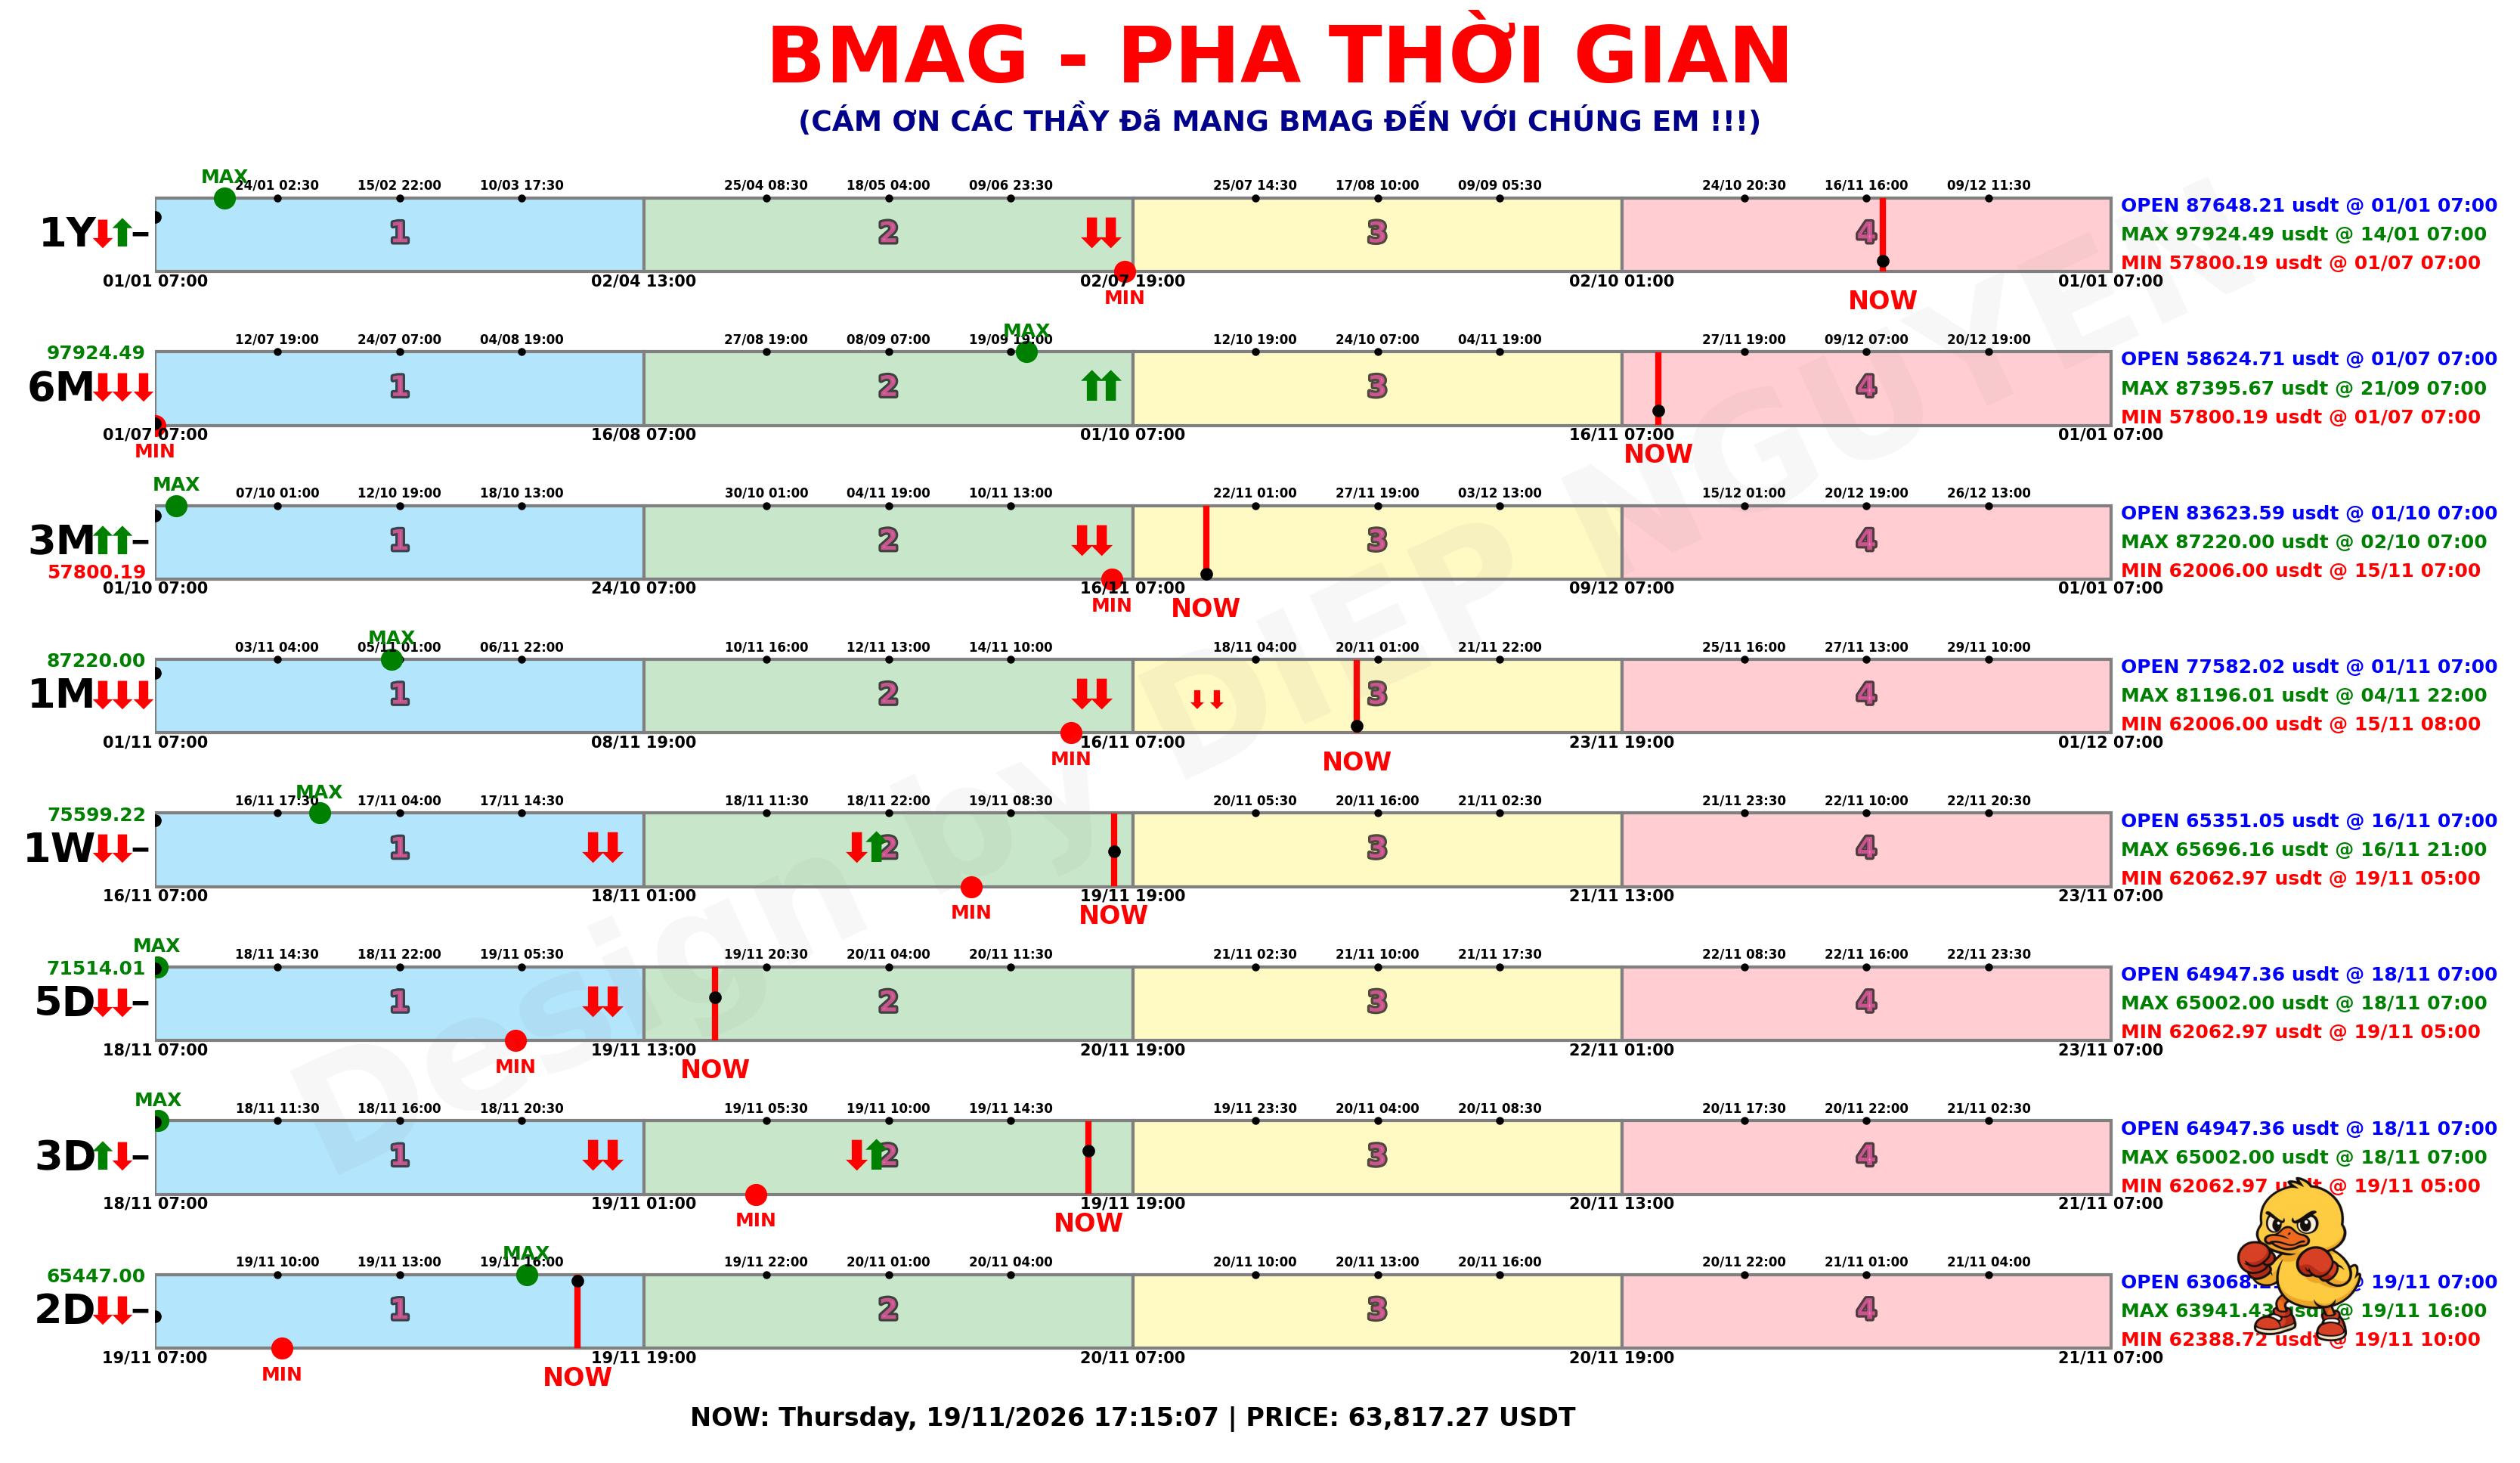 BMAG - PHA THỜI GIAN
(CÁM ƠN CÁC THẦY Đã MANG BMAG ĐẾN VỚI CHÚNG EM !!!)
MAX
24/01 02:30 15/02 22:00 10/03 17:30 25/04 08:30 18/05 04:00 09/06 23:30 25/07 14:30 17/08 10:00 09/09 05:30 24/10 20:30 16/11 16:00 09/12 11:30
OPEN 87648.21 usdt @ 01/01 07:00
1Y 1 2 3 4
MAX 97924.49 usdt @ 14/01 07:00
MIN 57800.19 usdt @ 01/07 07:00
01/01 07:00 02/04 13:00 02/07 19:00 02/10 01:00 01/01 07:00
MIN NOW
MAX
12/07 19:00 24/07 07:00 04/08 19:00 27/08 19:00 08/09 07:00 19/09 19:00 12/10 19:00 24/10 07:00 04/11 19:00 27/11 19:00 09/12 07:00 20/12 19:00
97924.49 OPEN 58624.71 usdt @ 01/07 07:00
6M 1 2 3 4
MAX 87395.67 usdt @ 21/09 07:00
MIN 57800.19 usdt @ 01/07 07:00
01/07 07:00 16/08 07:00 01/10 07:00 16/11 07:00 01/01 07:00
MIN NOW
MAX
07/10 01:00 12/10 19:00 18/10 13:00 30/10 01:00 04/11 19:00 10/11 13:00 22/11 01:00 27/11 19:00 03/12 13:00 15/12 01:00 20/12 19:00 26/12 13:00
OPEN 83623.59 usdt @ 01/10 07:00
3M 1 2 3 4
MAX 87220.00 usdt @ 02/10 07:00
57800.19 MIN 62006.00 usdt @ 15/11 07:00
01/10 07:00 24/10 07:00 16/11 07:00 09/12 07:00 01/01 07:00
MIN NOW
MAX
03/11 04:00 05/11 01:00 06/11 22:00 10/11 16:00 12/11 13:00 14/11 10:00 18/11 04:00 20/11 01:00 21/11 22:00 25/11 16:00 27/11 13:00 29/11 10:00
87220.00 OPEN 77582.02 usdt @ 01/11 07:00
1M 1 2 3 4
MAX 81196.01 usdt @ 04/11 22:00
MIN 62006.00 usdt @ 15/11 08:00
01/11 07:00 08/11 19:00 16/11 07:00 23/11 19:00 01/12 07:00
MIN NOW
MAX
16/11 17:30 17/11 04:00 17/11 14:30 18/11 11:30 18/11 22:00 19/11 08:30 20/11 05:30 20/11 16:00 21/11 02:30 21/11 23:30 22/11 10:00 22/11 20:30
75599.22 OPEN 65351.05 usdt @ 16/11 07:00
1W 1 2 3 4
MAX 65696.16 usdt @ 16/11 21:00
MIN 62062.97 usdt @ 19/11 05:00
16/11 07:00 18/11 01:00 19/11 19:00 21/11 13:00 23/11 07:00
MIN NOW
MAX
18/11 14:30 18/11 22:00 19/11 05:30 19/11 20:30 20/11 04:00 20/11 11:30 21/11 02:30 21/11 10:00 21/11 17:30 22/11 08:30 22/11 16:00 22/11 23:30
71514.01 OPEN 64947.36 usdt @ 18/11 07:00
5D 1 2 3 4
MAX 65002.00 usdt @ 18/11 07:00
MIN 62062.97 usdt @ 19/11 05:00
18/11 07:00 19/11 13:00 20/11 19:00 22/11 01:00 23/11 07:00
MIN NOW
MAX
18/11 11:30 18/11 16:00 18/11 20:30 19/11 05:30 19/11 10:00 19/11 14:30 19/11 23:30 20/11 04:00 20/11 08:30 20/11 17:30 20/11 22:00 21/11 02:30
OPEN 64947.36 usdt @ 18/11 07:00
3D 1 2 3 4
MAX 65002.00 usdt @ 18/11 07:00
MIN 62062.97 usdt @ 19/11 05:00
18/11 07:00 19/11 01:00 19/11 19:00 20/11 13:00 21/11 07:00
MIN NOW
MAX
19/11 10:00 19/11 13:00 19/11 16:00 19/11 22:00 20/11 01:00 20/11 04:00 20/11 10:00 20/11 13:00 20/11 16:00 20/11 22:00 21/11 01:00 21/11 04:00
65447.00 OPEN @ 19/11 07:00
2D 1 2 3 4
MAX 63941.43 usdt @ 19/11 16:00
MIN 62388.72 usdt @ 19/11 10:00
19/11 07:00 19/11 19:00 20/11 07:00 20/11 19:00 21/11 07:00
MIN NOW
NOW: Thursday, 19/11/2026 17:15:07 | PRICE: 63,817.27 USDT
Design by DIEP NGUYEN